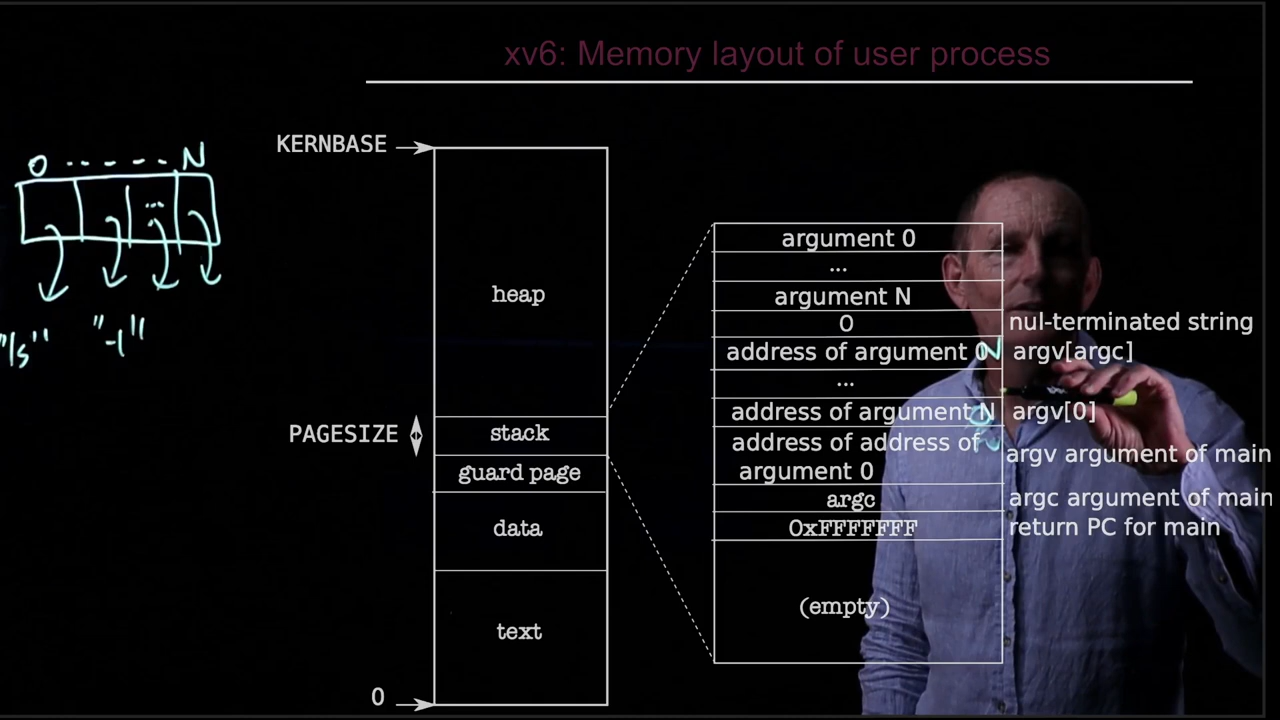 xv6: Memory layout of user process
0 ----- N
...
"ls" "-l"
KERNBASE
heap
PAGESIZE
stack
guard page
data
text
0
argument 0
...
argument N
0 nul-terminated string
address of argument 0 N argv[argc]
...
address of argument N 0 argv[0]
address of address of
argument 0
argv argument of main
argc argc argument of main
0xFFFFFFF return PC for main
(empty)